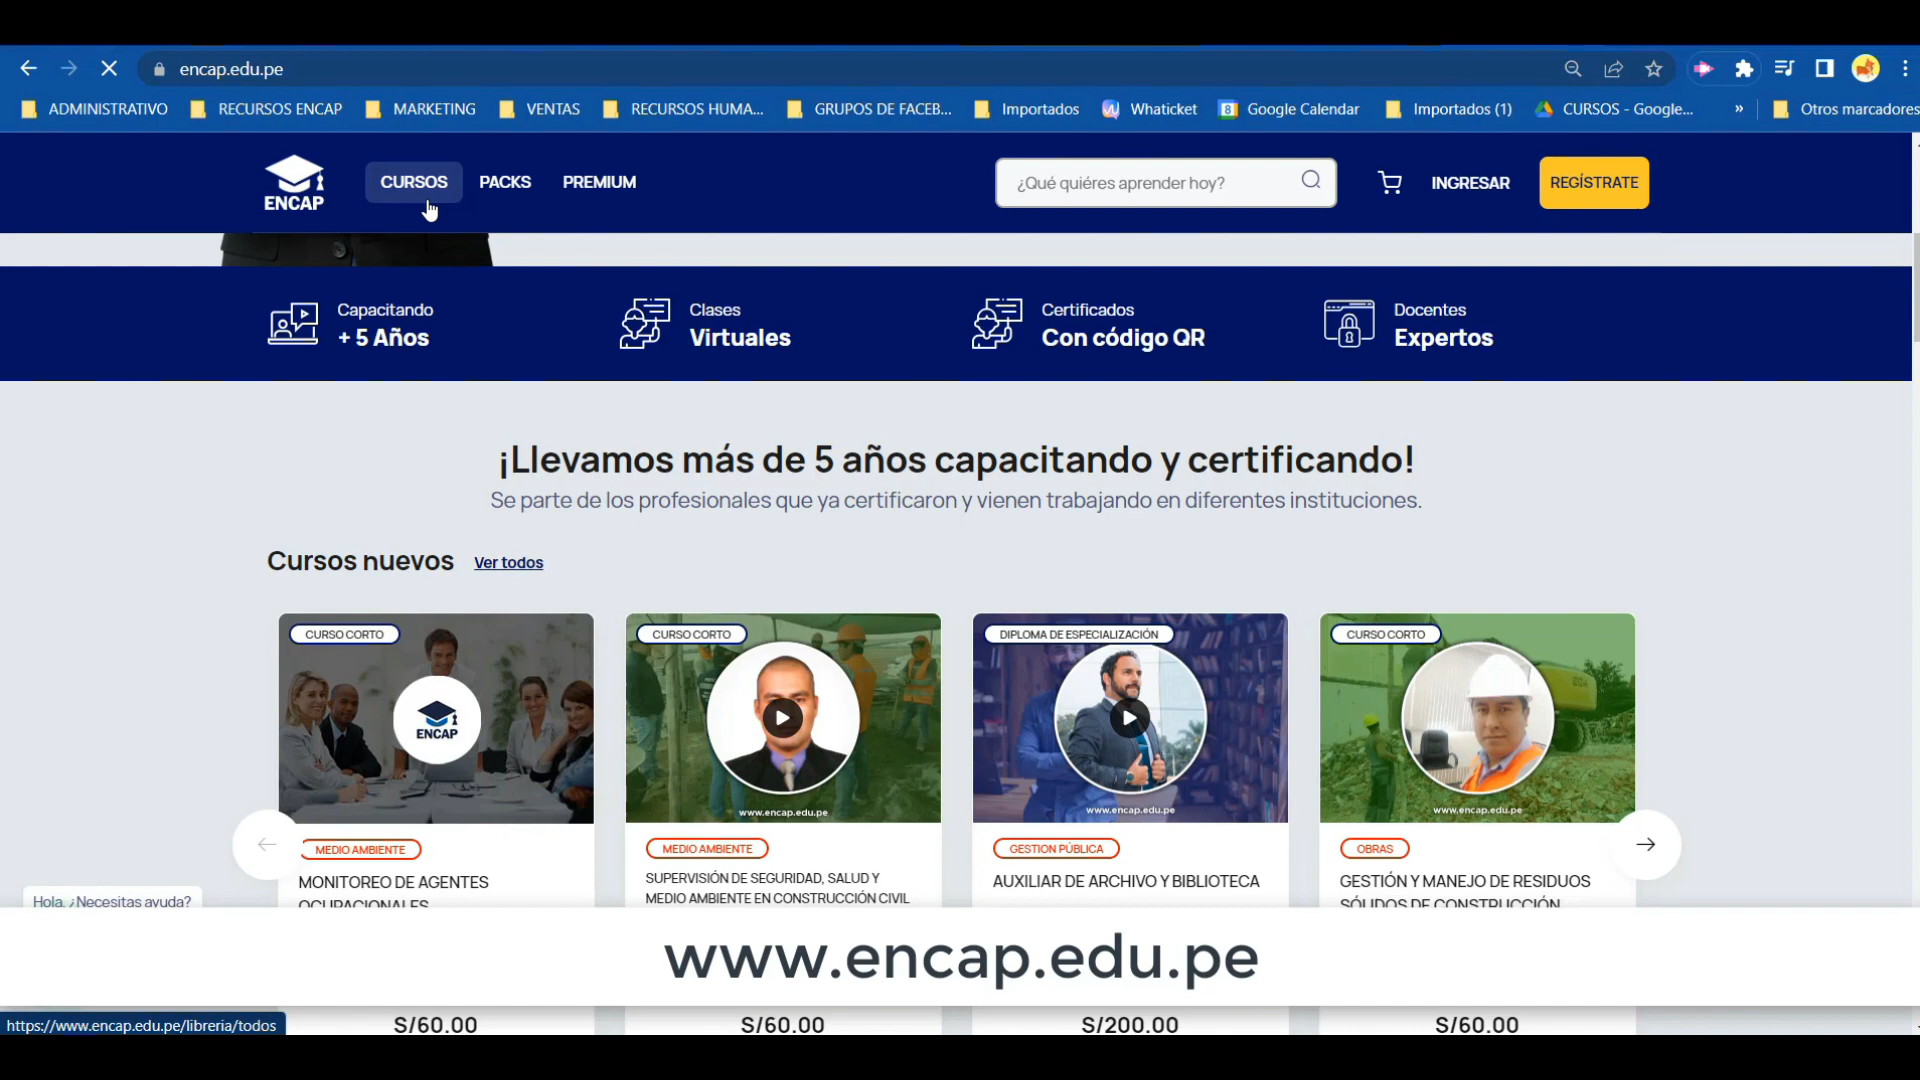 encap.edu.pe
ADMINISTRATIVO RECURSOS ENCAP MARKETING VENTAS RECURSOS HUMA... GRUPOS DE FACEB... Importados Whaticket 8 Google Calendar Importados (1) CURSOS - Google... » Otros marcadores
ENCAP
CURSOS PACKS PREMIUM ¿Qué quiéres aprender hoy? INGRESAR REGÍSTRATE
Capacitando
+ 5 Años
Clases
Virtuales
Certificados
Con código QR
Docentes
Expertos
¡Llevamos más de 5 años capacitando y certificando!
Se parte de los profesionales que ya certificaron y vienen trabajando en diferentes instituciones.
Cursos nuevos Ver todos
CURSO CORTO
ENCAP
MEDIO AMBIENTE
MONITOREO DE AGENTES
OCUPACIONALES
CURSO CORTO
www.encap.edu.pe
MEDIO AMBIENTE
SUPERVISIÓN DE SEGURIDAD, SALUD Y
MEDIO AMBIENTE EN CONSTRUCCIÓN CIVIL
DIPLOMA DE ESPECIALIZACIÓN
www.encap.edu.pe
GESTION PÚBLICA
AUXILIAR DE ARCHIVO Y BIBLIOTECA
CURSO CORTO
www.encap.edu.pe
OBRAS
GESTIÓN Y MANEJO DE RESIDUOS
SÓLIDOS DE CONSTRUCCIÓN
Hola, ¿Necesitas ayuda?
www.encap.edu.pe
https://www.encap.edu.pe/libreria/todos
S/60.00 S/60.00 S/200.00 S/60.00